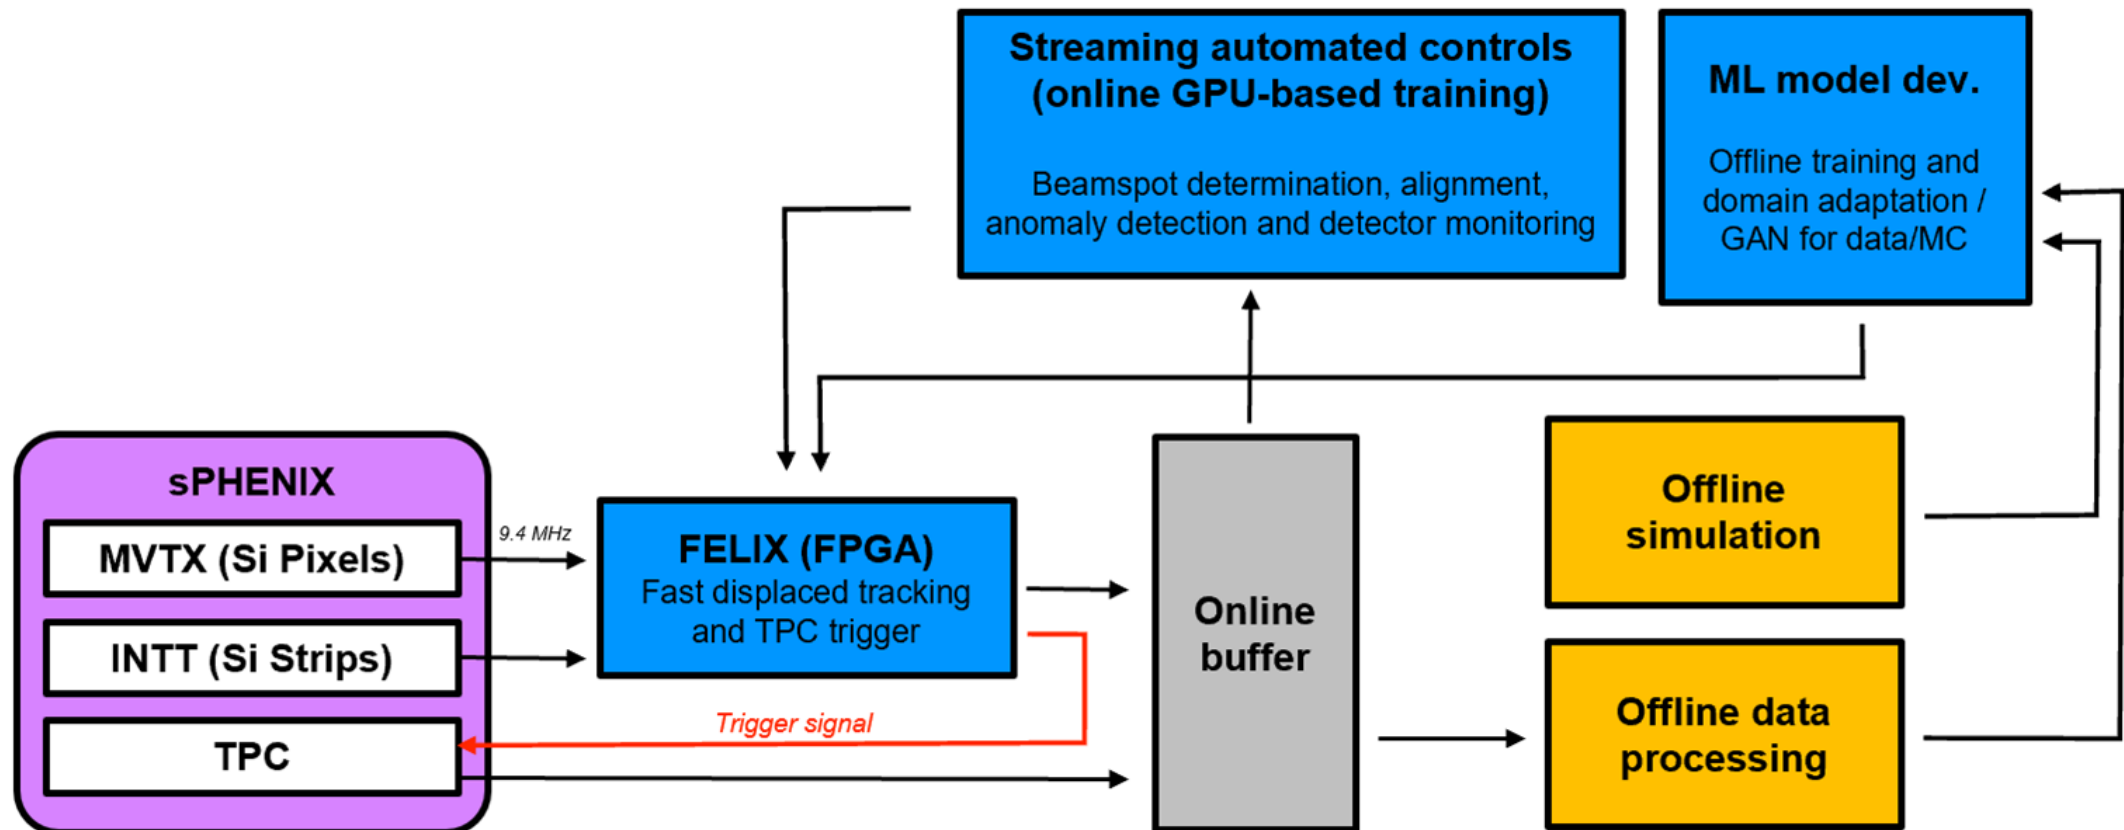 Streaming automated controls
(online GPU-based training)
Beamspot determination, alignment,
anomaly detection and detector monitoring
ML model dev.
Offline training and
domain adaptation /
GAN for data/MC
sPHENIX
MVTX (Si Pixels)
INTT (Si Strips)
TPC
9.4 MHz
FELIX (FPGA)
Fast displaced tracking
and TPC trigger
Trigger signal
Online
buffer
Offline
simulation
Offline data
processing